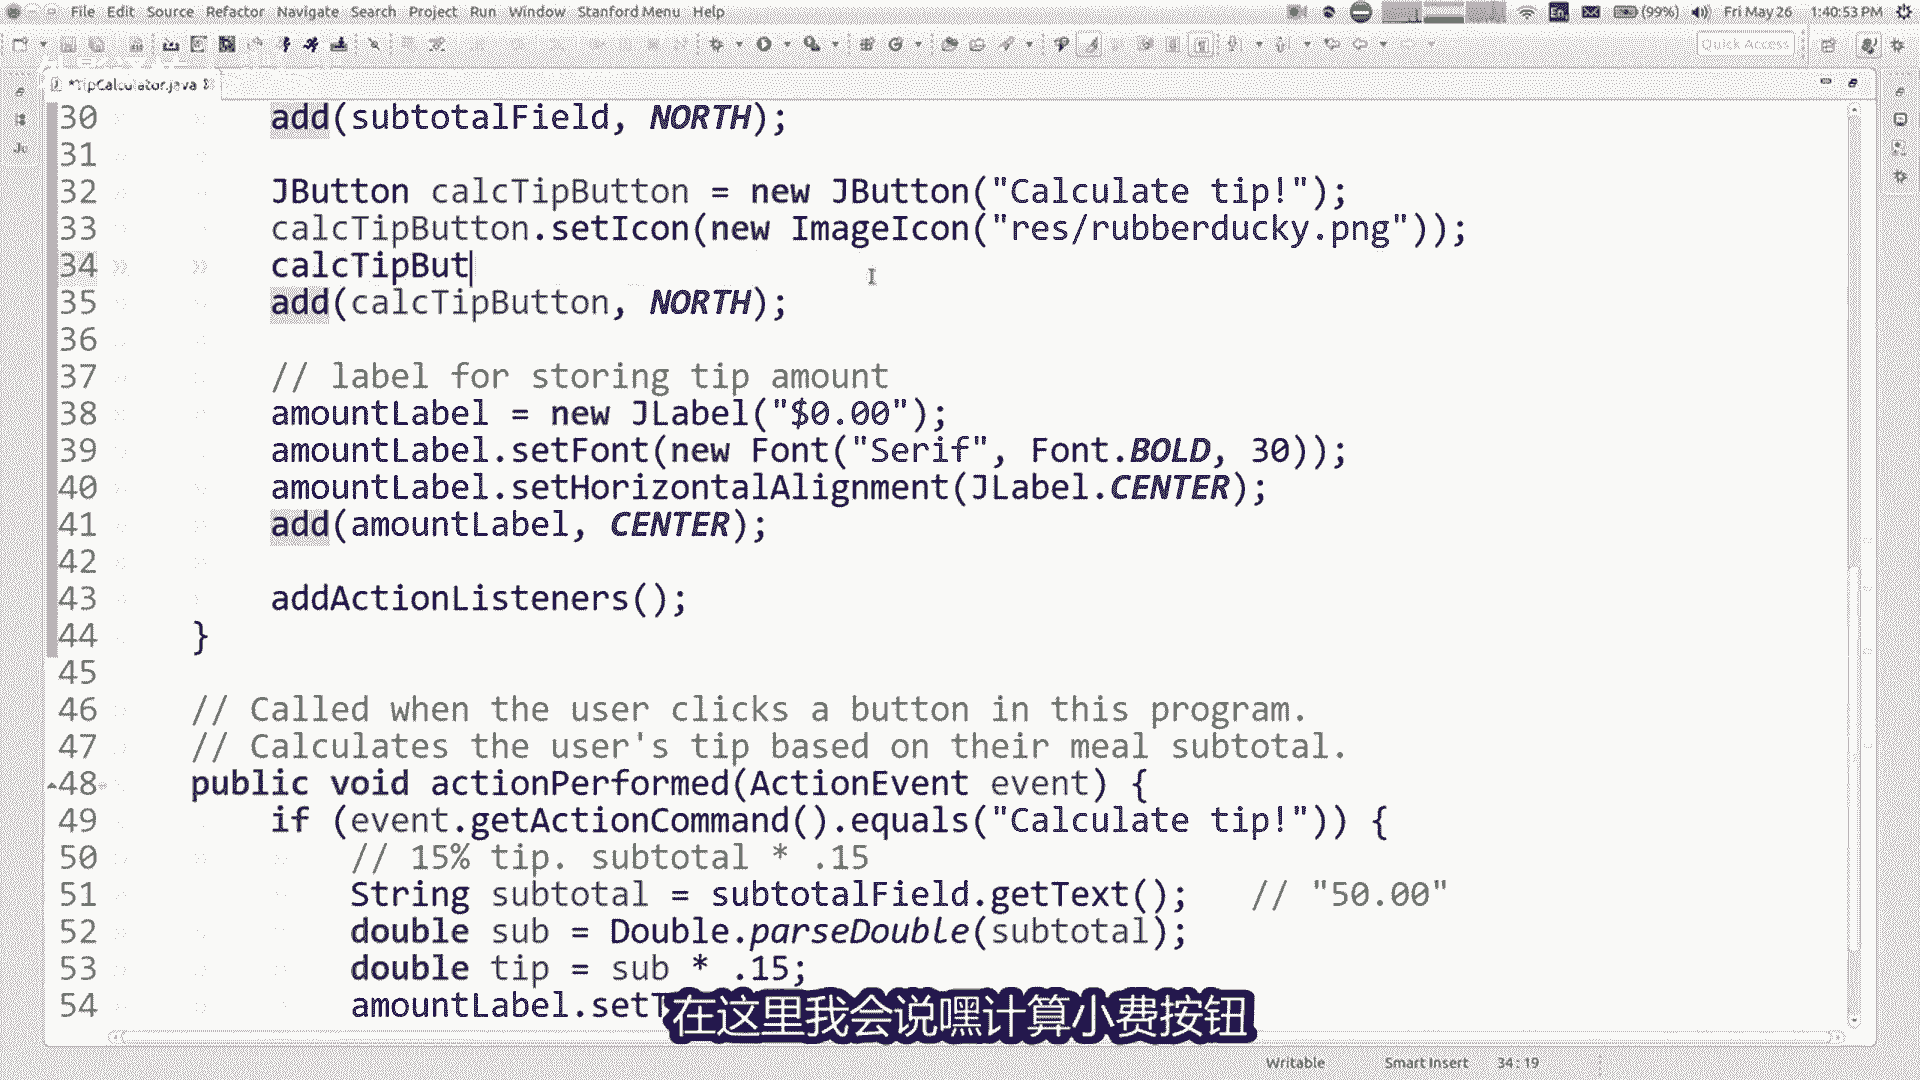 File Edit Source Refactor Navigate Search Project Run Window Stanford Menu Help
En (99%) Fri May 26 1:40:53 PM
Quick Access
*TipCalculator.java
30 add(subtotalField, NORTH);
31
32 JButton calcTipButton = new JButton("Calculate tip!");
33 calcTipButton.setIcon(new ImageIcon("res/rubberducky.png"));
34 calcTipBut
35 add(calcTipButton, NORTH);
36
37 // label for storing tip amount
38 amountLabel = new JLabel("$0.00");
39 amountLabel.setFont(new Font("Serif", Font.BOLD, 30));
40 amountLabel.setHorizontalAlignment(JLabel.CENTER);
41 add(amountLabel, CENTER);
42
43 addActionListeners();
44 }
45
46 // Called when the user clicks a button in this program.
47 // Calculates the user's tip based on their meal subtotal.
48 public void actionPerformed(ActionEvent event) {
49 if (event.getActionCommand().equals("Calculate tip!")) {
50 // 15% tip. subtotal * .15
51 String subtotal = subtotalField.getText(); // "50.00"
52 double sub = Double.parseDouble(subtotal);
53 double tip = sub * .15;
54 amountLabel.setT
在这里我会说嘿计算小费按钮
Writable Smart Insert 34:19